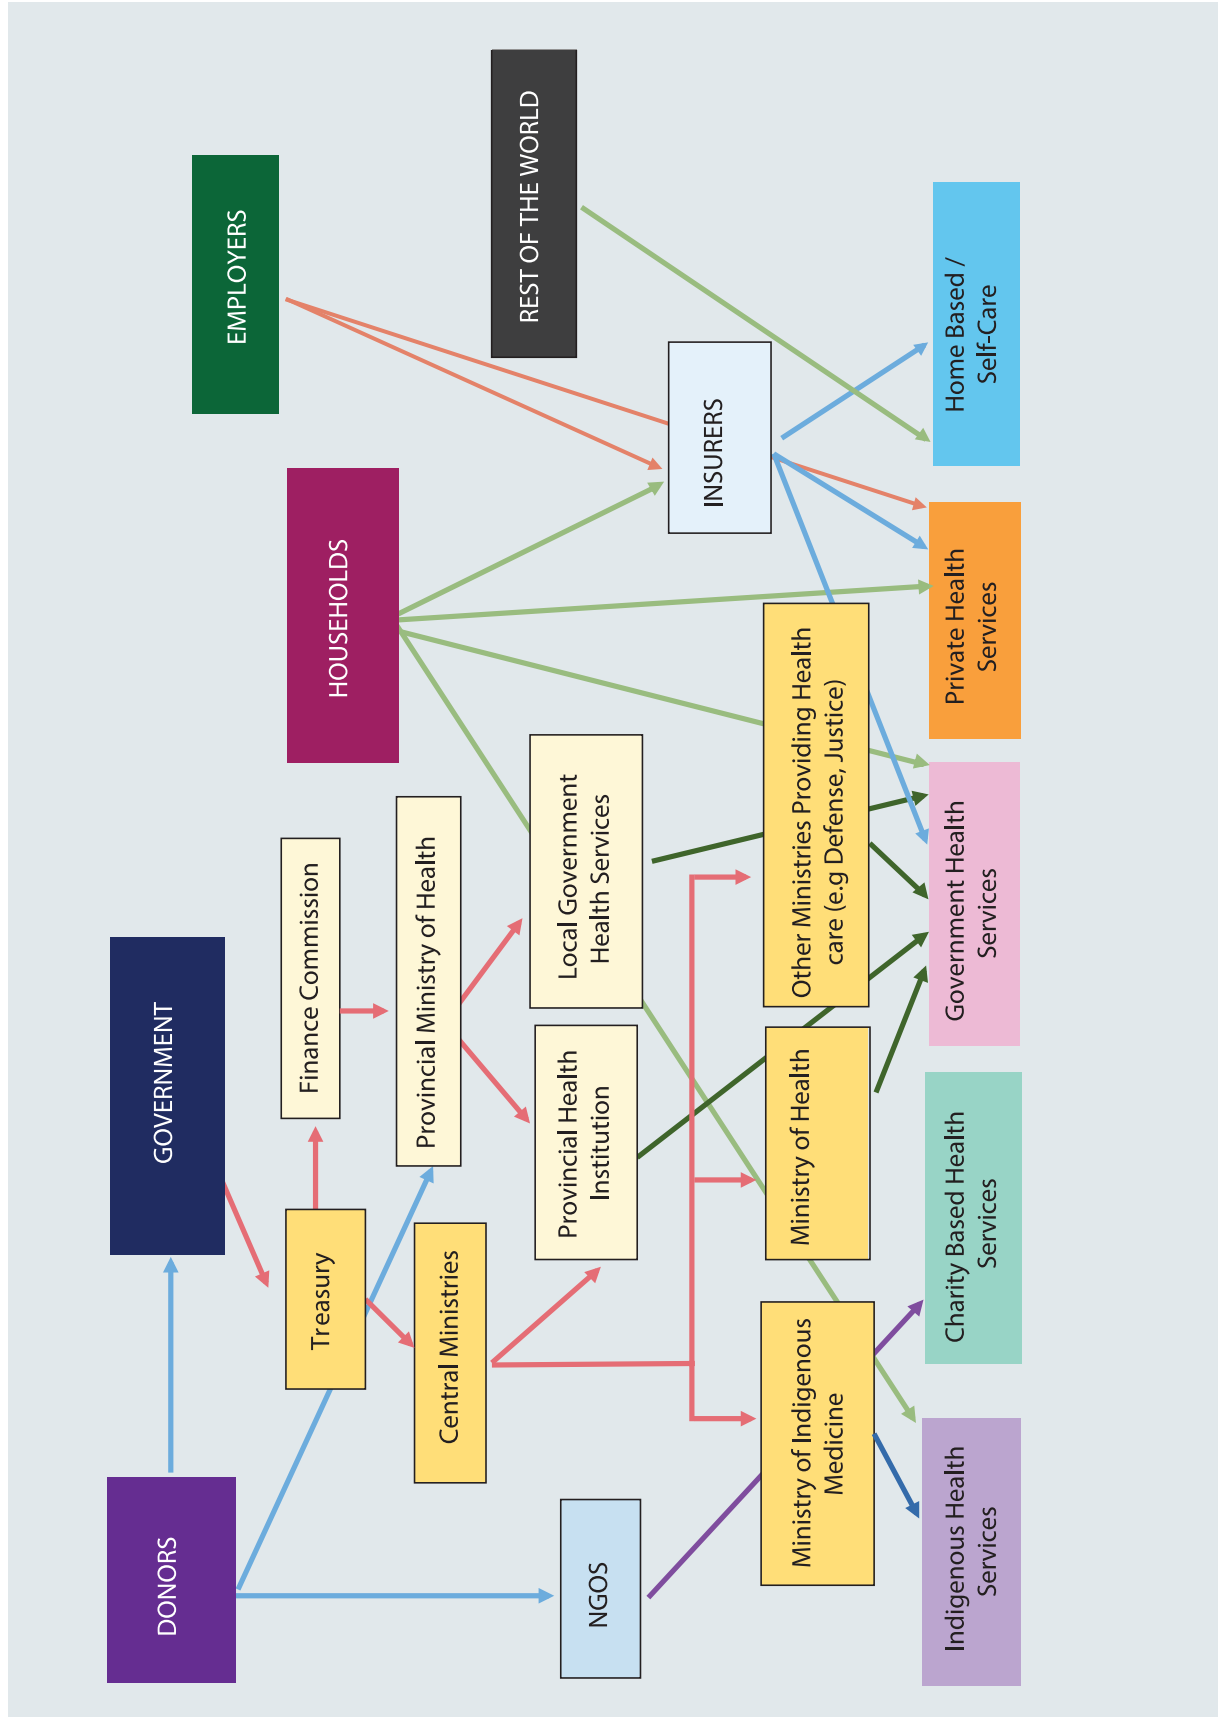 DONORS
GOVERNMENT
EMPLOYERS
HOUSEHOLDS
REST OF THE WORLD
Treasury
Finance Commission
Central Ministries
Provincial Ministry of Health
NGOS
Provincial Health
Institution
Local Government
Health Services
INSURERS
Ministry of Indigenous
Medicine
Ministry of Health
Other Ministries Providing Health
care (e.g Defense, Justice)
Indigenous Health
Services
Charity Based Health
Services
Government Health
Services
Private Health
Services
Home Based /
Self-Care